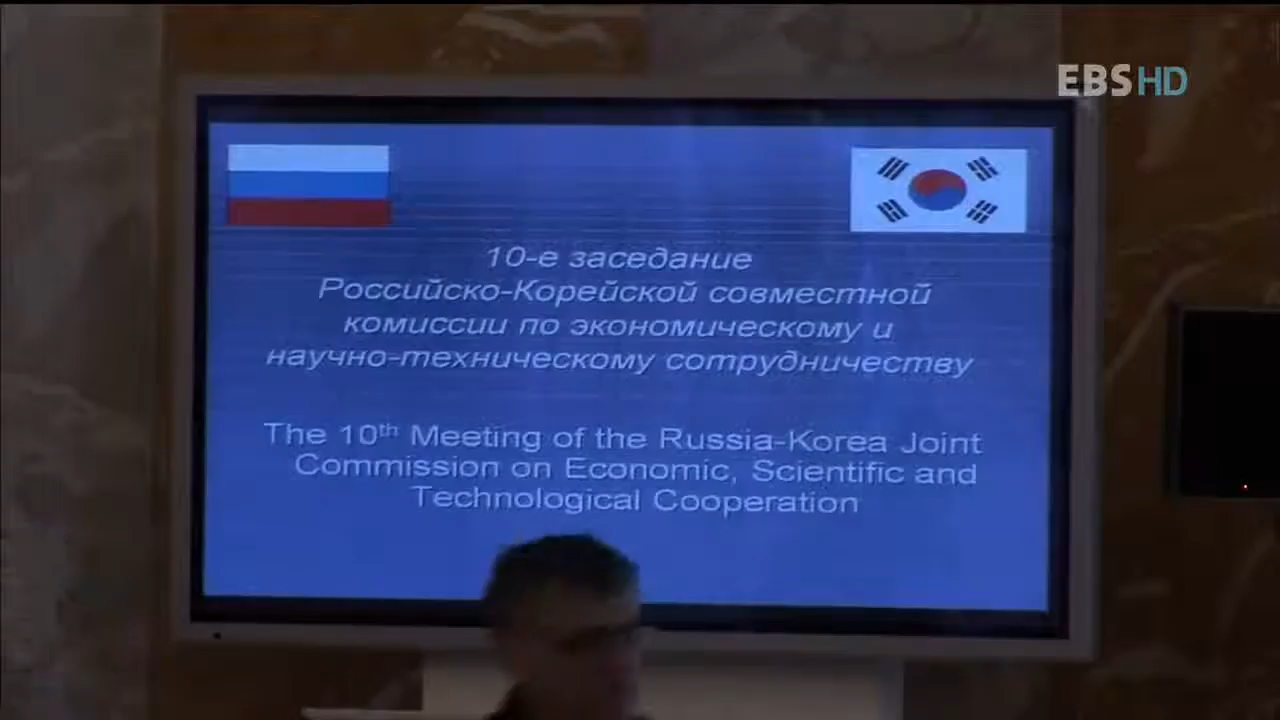 EBS HD
10-е заседание
Российско-Корейской совместной
комиссии по экономическому и
научно-техническому сотрудничеству
The 10th Meeting of the Russia-Korea Joint
Commission on Economic, Scientific and
Technological Cooperation